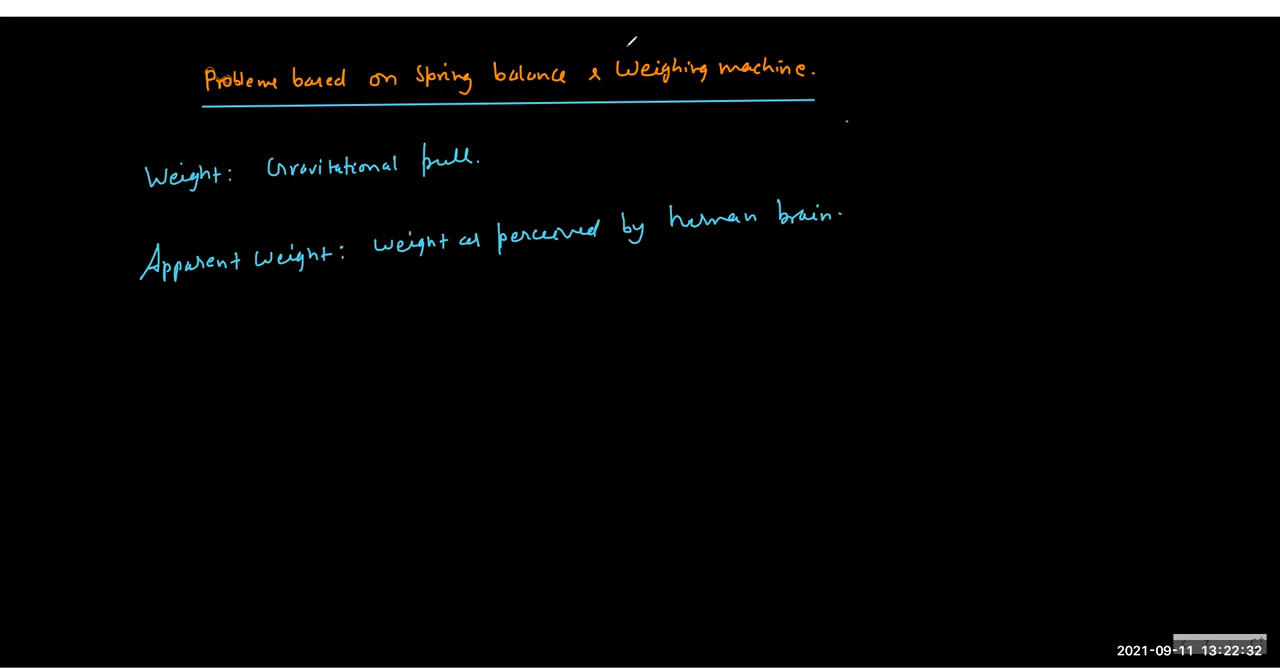 Problems based on Spring balance & Weighing machine.
Weight: Gravitational pull.
Apparent Weight: Weight as perceived by human brain.
2021-09-11 13:22:32